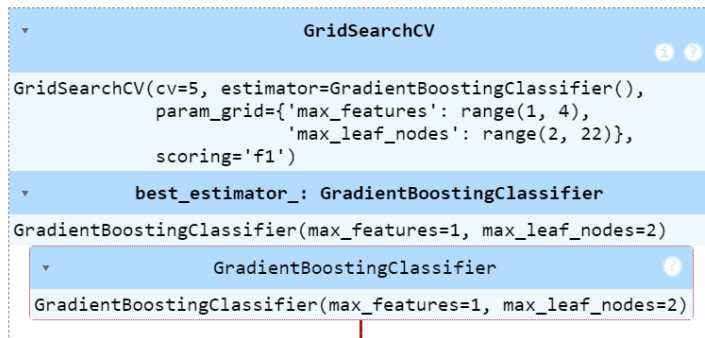 GridSearchCV
i ?
GridSearchCV(cv=5, estimator=GradientBoostingClassifier(),
param_grid={'max_features': range(1, 4),
'max_leaf_nodes': range(2, 22)},
scoring='f1')
best_estimator_: GradientBoostingClassifier
GradientBoostingClassifier(max_features=1, max_leaf_nodes=2)
GradientBoostingClassifier
?
GradientBoostingClassifier(max_features=1, max_leaf_nodes=2)